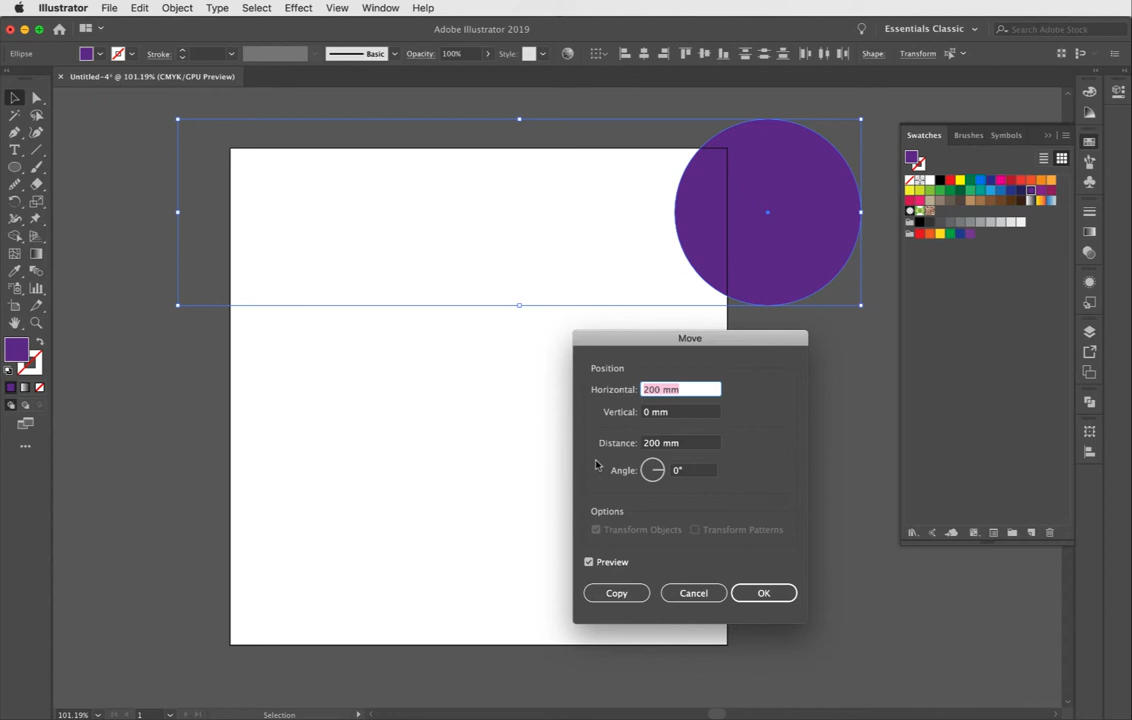 Illustrator File Edit Object Type Select Effect View Window Help
Adobe Illustrator 2019
Essentials Classic
Search Adobe Stock
Ellipse
Stroke:
Basic
Opacity: 100%
Style:
Shape:
Transform
Untitled-4* @ 101.19% (CMYK/GPU Preview)
Swatches Brushes Symbols
Move
Position
Horizontal: 200 mm
Vertical: 0 mm
Distance: 200 mm
Angle: 0°
Options
Transform Objects Transform Patterns
Preview
Copy Cancel OK
101.19% 1 Selection